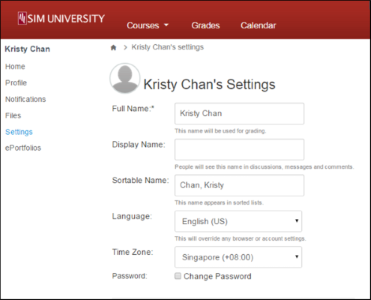 SIM UNIVERSITY
Courses Grades Calendar
Kristy Chan
Home
Profile
Notifications
Files
Settings
ePortfolios
Kristy Chan's settings
Kristy Chan's Settings
Full Name:* Kristy Chan
This name will be used for grading.
Display Name:
People will see this name in discussions, messages and comments.
Sortable Name: Chan, Kristy
This name appears in sorted lists.
Language: English (US)
This will override any browser or account settings.
Time Zone: Singapore (+08:00)
Password: Change Password